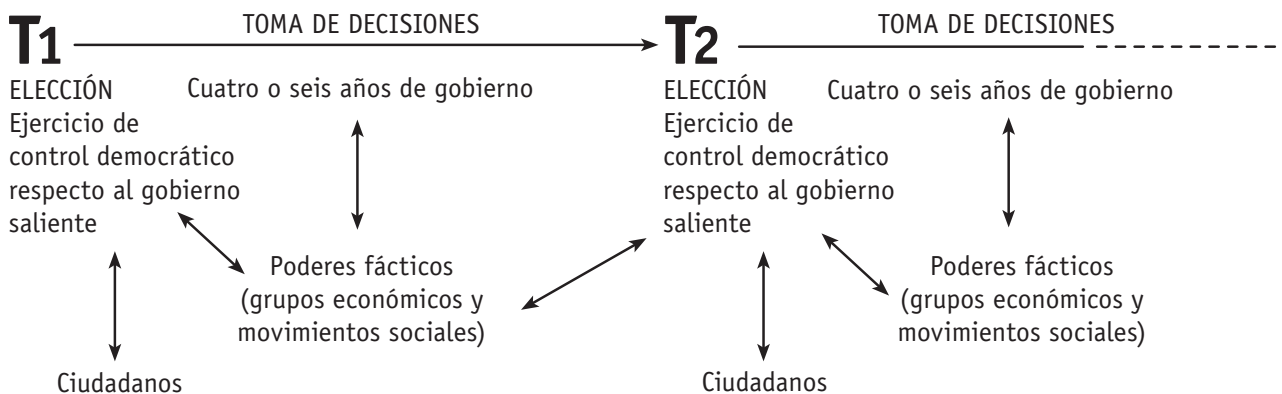 T1
TOMA DE DECISIONES
T2
TOMA DE DECISIONES
ELECCIÓN
Ejercicio de
control democrático
respecto al gobierno
saliente
Cuatro o seis años de gobierno
Poderes fácticos
(grupos económicos y
movimientos sociales)
Ciudadanos
ELECCIÓN
Ejercicio de
control democrático
respecto al gobierno
saliente
Cuatro o seis años de gobierno
Poderes fácticos
(grupos económicos y
movimientos sociales)
Ciudadanos